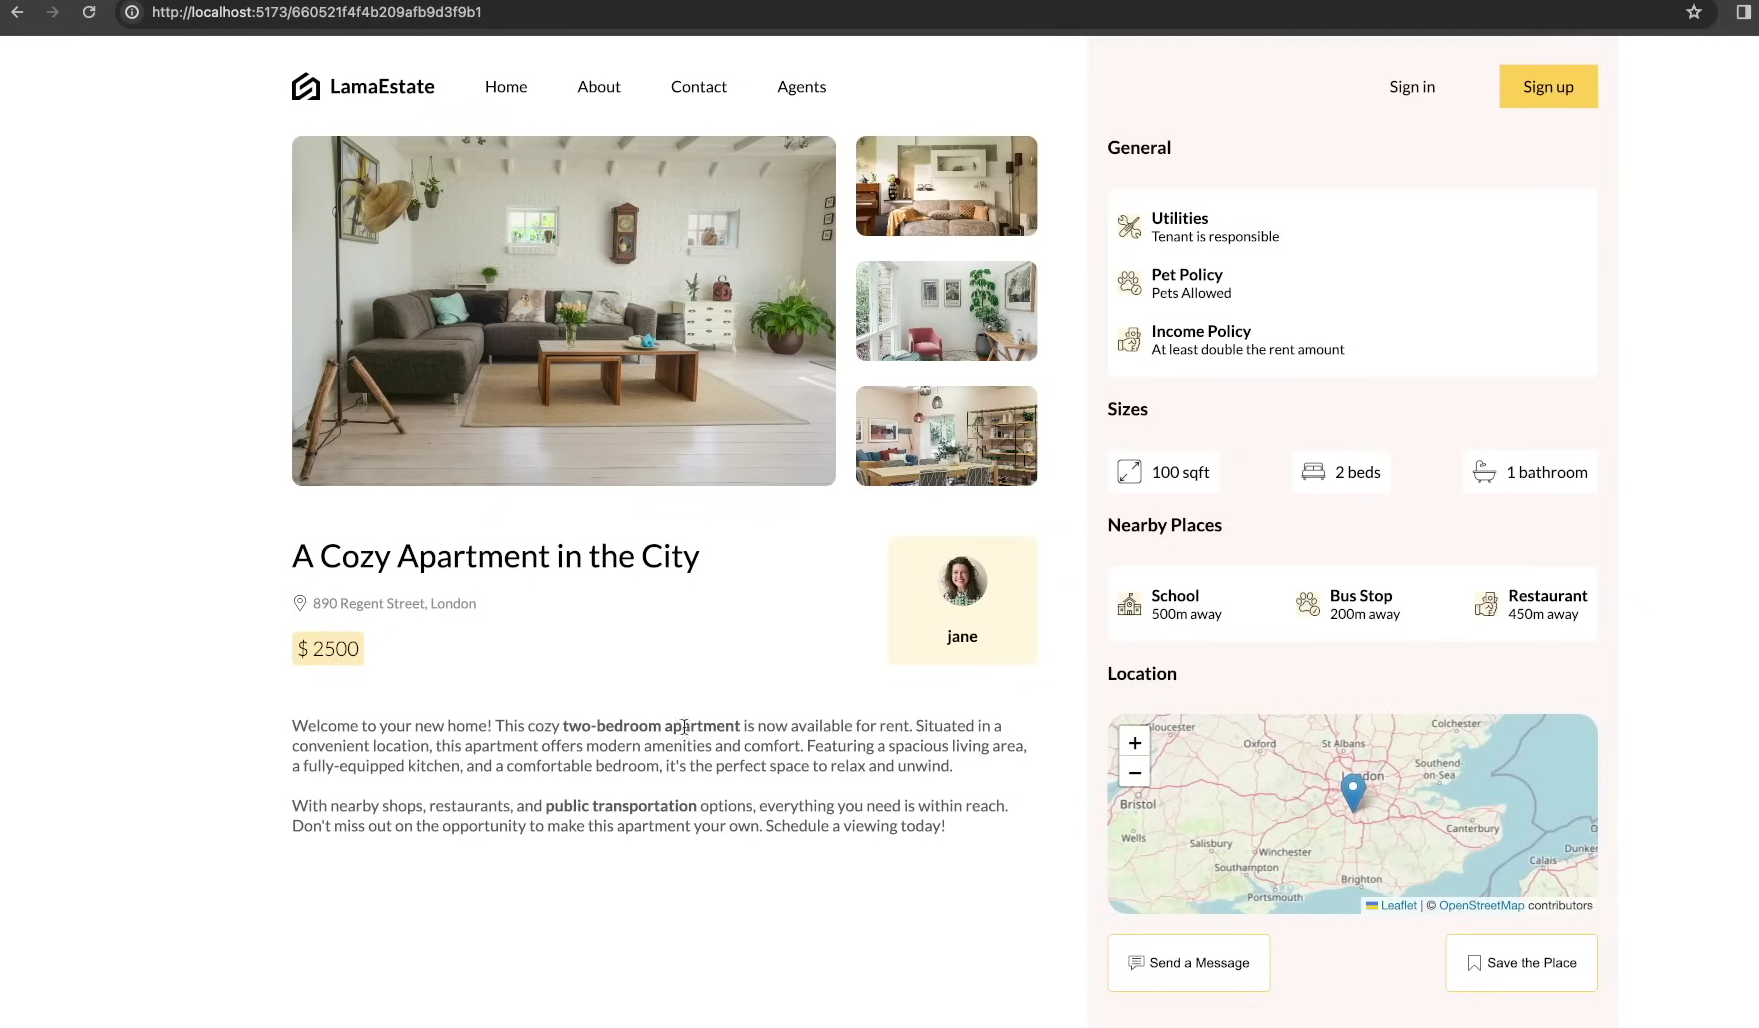 http://localhost:5173/660521f4f4b209afb9d3f9b1
LamaEstate
Home
About
Contact
Agents
Sign in
Sign up
A Cozy Apartment in the City
890 Regent Street, London
$ 2500
jane
Welcome to your new home! This cozy two-bedroom apartment is now available for rent. Situated in a
convenient location, this apartment offers modern amenities and comfort. Featuring a spacious living area,
a fully-equipped kitchen, and a comfortable bedroom, it's the perfect space to relax and unwind.
With nearby shops, restaurants, and public transportation options, everything you need is within reach.
Don't miss out on the opportunity to make this apartment your own. Schedule a viewing today!
General
Utilities
Tenant is responsible
Pet Policy
Pets Allowed
Income Policy
At least double the rent amount
Sizes
100 sqft
2 beds
1 bathroom
Nearby Places
School
500m away
Bus Stop
200m away
Restaurant
450m away
Location
+
−
Colchester
Oxford
St Albans
Southend-
on-Sea
Bristol
Wells
Canterbury
Salisbury
Winchester
Calais
Southampton
Brighton
Portsmouth
Leaflet | © OpenStreetMap contributors
Send a Message
Save the Place